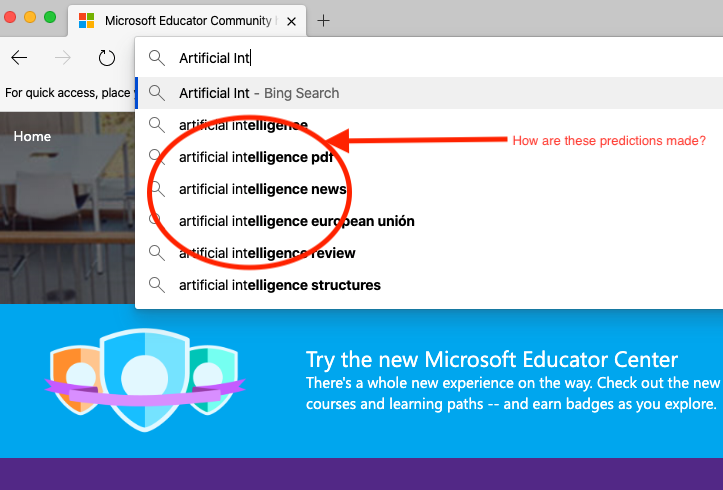 Microsoft Educator Community
Artificial Int
For quick access, place
Artificial Int - Bing Search
Home
artificial intelligence
How are these predictions made?
artificial intelligence pdf
artificial intelligence news
artificial intelligence european unión
artificial intelligence review
artificial intelligence structures
Try the new Microsoft Educator Center
There's a whole new experience on the way. Check out the new
courses and learning paths -- and earn badges as you explore.